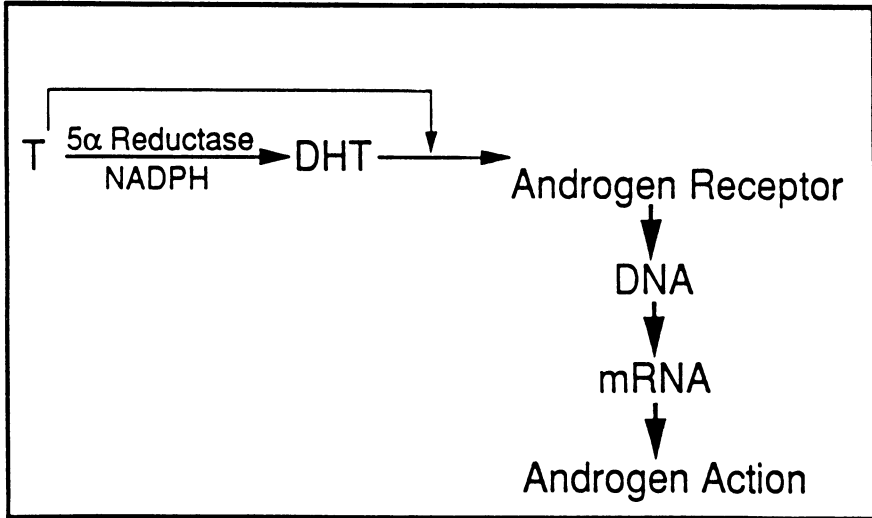 5α Reductase
T DHT
NADPH
Androgen Receptor
DNA
mRNA
Androgen Action